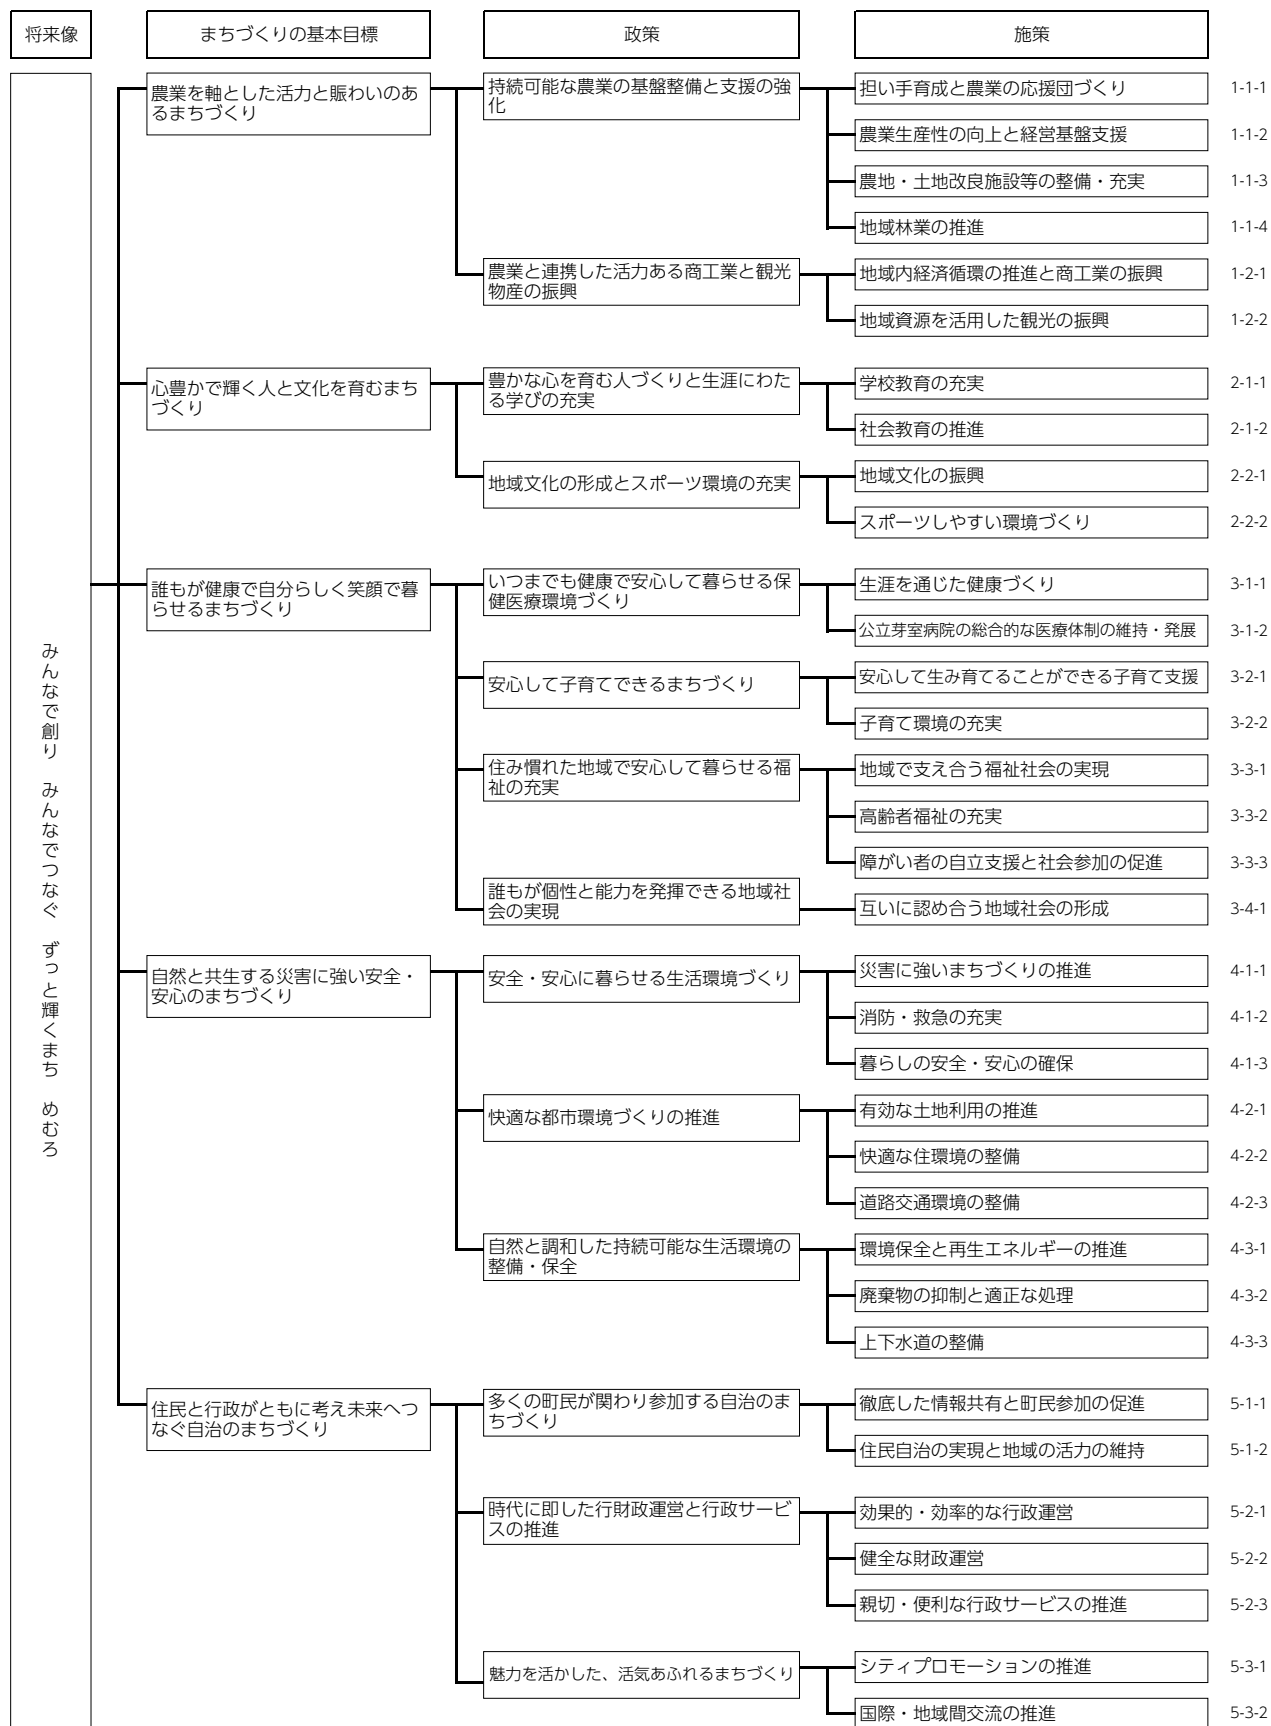 将来像
まちづくりの基本目標
政策
施策
みんなで創り　みんなでつなぐ　ずっと輝くまち　めむろ
農業を軸とした活力と賑わいのあ
るまちづくり
持続可能な農業の基盤整備と支援の強
化
担い手育成と農業の応援団づくり
1-1-1
農業生産性の向上と経営基盤支援
1-1-2
農地・土地改良施設等の整備・充実
1-1-3
地域林業の推進
1-1-4
農業と連携した活力ある商工業と観光
物産の振興
地域内経済循環の推進と商工業の振興
1-2-1
地域資源を活用した観光の振興
1-2-2
心豊かで輝く人と文化を育むまち
づくり
豊かな心を育む人づくりと生涯にわた
る学びの充実
学校教育の充実
2-1-1
社会教育の推進
2-1-2
地域文化の形成とスポーツ環境の充実
地域文化の振興
2-2-1
スポーツしやすい環境づくり
2-2-2
誰もが健康で自分らしく笑顔で暮
らせるまちづくり
いつまでも健康で安心して暮らせる保
健医療環境づくり
生涯を通じた健康づくり
3-1-1
公立芽室病院の総合的な医療体制の維持・発展
3-1-2
安心して子育てできるまちづくり
安心して生み育てることができる子育て支援
3-2-1
子育て環境の充実
3-2-2
住み慣れた地域で安心して暮らせる福
祉の充実
地域で支え合う福祉社会の実現
3-3-1
高齢者福祉の充実
3-3-2
障がい者の自立支援と社会参加の促進
3-3-3
誰もが個性と能力を発揮できる地域社
会の実現
互いに認め合う地域社会の形成
3-4-1
自然と共生する災害に強い安全・
安心のまちづくり
安全・安心に暮らせる生活環境づくり
災害に強いまちづくりの推進
4-1-1
消防・救急の充実
4-1-2
暮らしの安全・安心の確保
4-1-3
快適な都市環境づくりの推進
有効な土地利用の推進
4-2-1
快適な住環境の整備
4-2-2
道路交通環境の整備
4-2-3
自然と調和した持続可能な生活環境の
整備・保全
環境保全と再生エネルギーの推進
4-3-1
廃棄物の抑制と適正な処理
4-3-2
上下水道の整備
4-3-3
住民と行政がともに考え未来へつ
なぐ自治のまちづくり
多くの町民が関わり参加する自治のま
ちづくり
徹底した情報共有と町民参加の促進
5-1-1
住民自治の実現と地域の活力の維持
5-1-2
時代に即した行財政運営と行政サービ
スの推進
効果的・効率的な行政運営
5-2-1
健全な財政運営
5-2-2
親切・便利な行政サービスの推進
5-2-3
魅力を活かした、活気あふれるまちづくり
シティプロモーションの推進
5-3-1
国際・地域間交流の推進
5-3-2